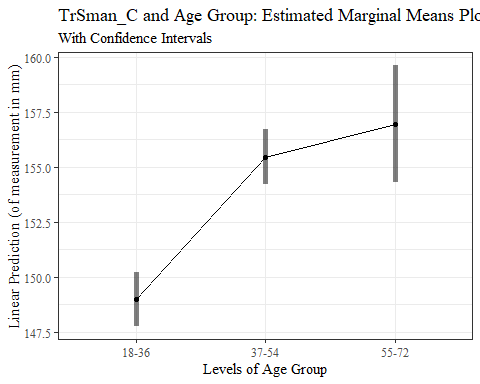 TrSman_C and Age Group: Estimated Marginal Means Plo
With Confidence Intervals
Linear Prediction (of measurement in mm)
160.0
157.5
155.0
152.5
150.0
147.5
18-36
37-54
55-72
Levels of Age Group